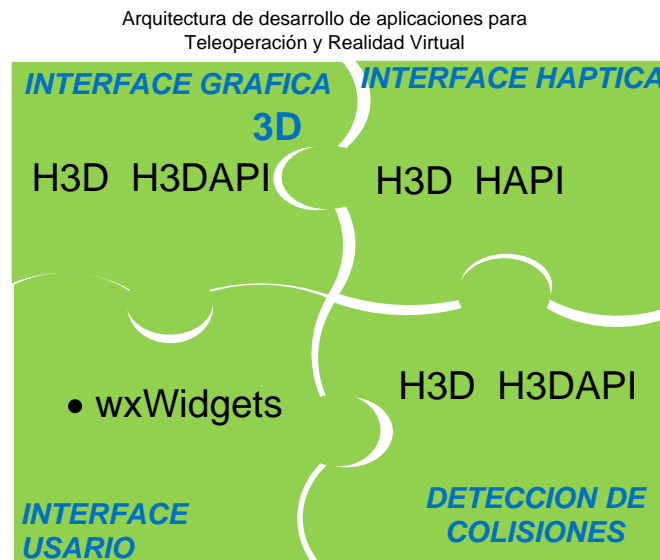 Arquitectura de desarrollo de aplicaciones para
Teleoperación y Realidad Virtual
INTERFACE GRAFICA
3D
H3D H3DAPI
INTERFACE HAPTICA
H3D HAPI
• wxWidgets
INTERFACE
USARIO
H3D H3DAPI
DETECCION DE
COLISIONES